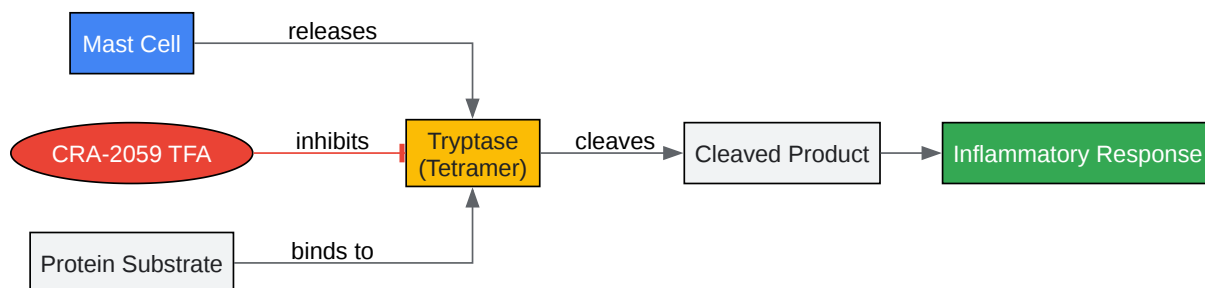 Mast Cell
releases
CRA-2059 TFA
inhibits
Tryptase
(Tetramer)
cleaves
Cleaved Product
Inflammatory Response
Protein Substrate
binds to